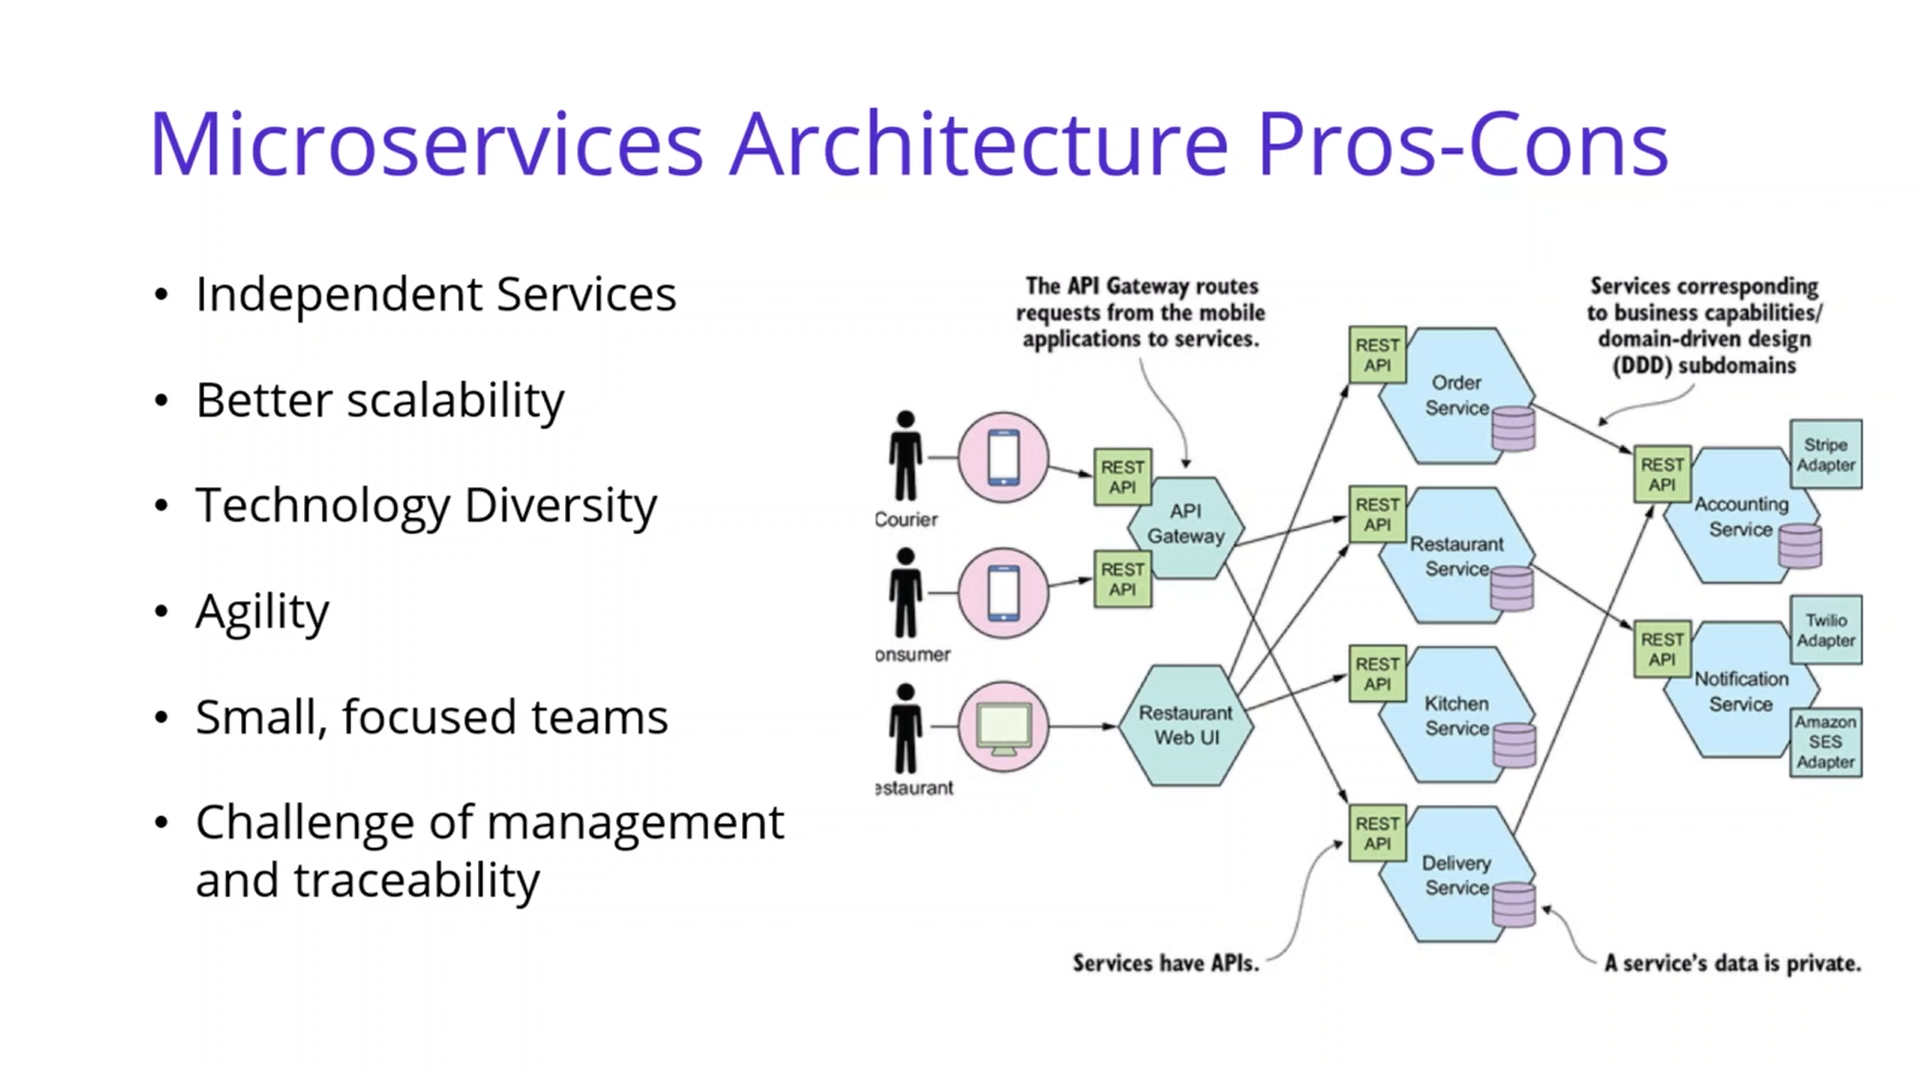 Microservices Architecture Pros-Cons
• Independent Services
• Better scalability
• Technology Diversity
• Agility
• Small, focused teams
• Challenge of management
and traceability
The API Gateway routes
requests from the mobile
applications to services.
Services corresponding
to business capabilities/
domain-driven design
(DDD) subdomains
Courier
onsumer
estaurant
REST
API
API
Gateway
REST
API
Restaurant
Web UI
REST
API
Order
Service
REST
API
Restaurant
Service
REST
API
Kitchen
Service
REST
API
Delivery
Service
REST
API
Accounting
Service
Stripe
Adapter
REST
API
Notification
Service
Twilio
Adapter
Amazon
SES
Adapter
Services have APIs.
A service's data is private.